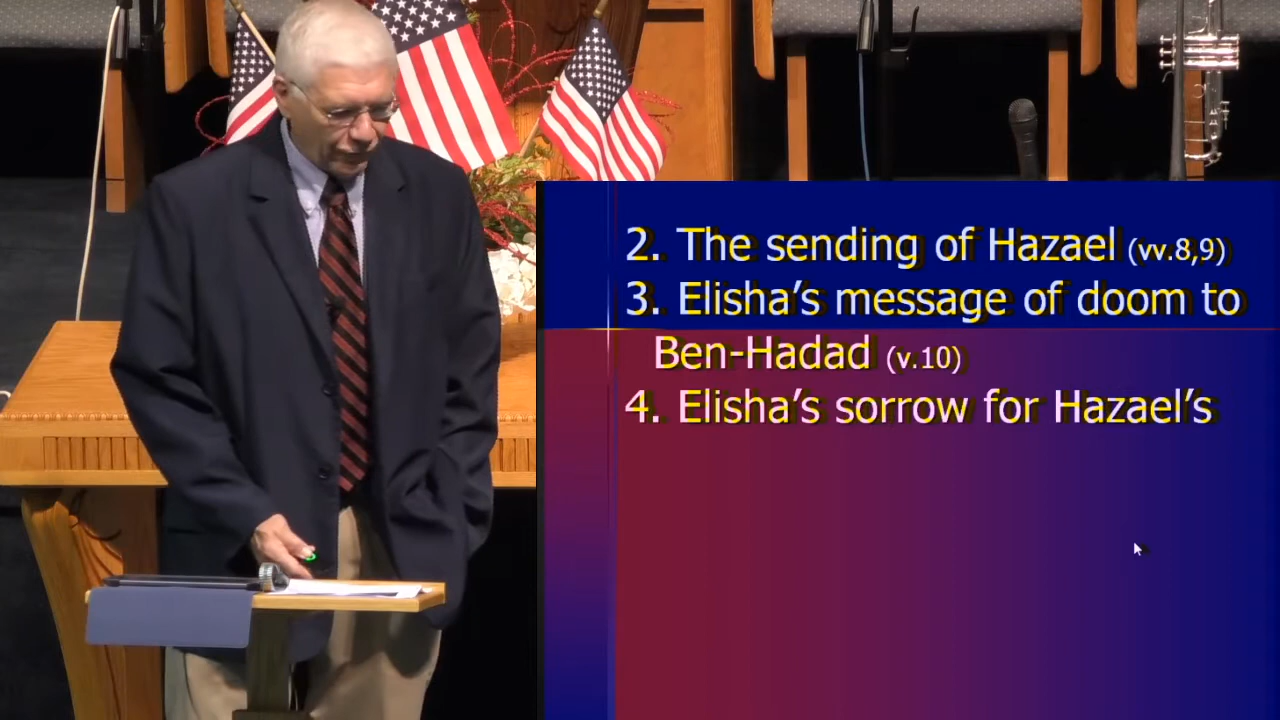 2. The sending of Hazael (vv.8,9)
3. Elisha's message of doom to
Ben-Hadad (v.10)
4. Elisha's sorrow for Hazael's